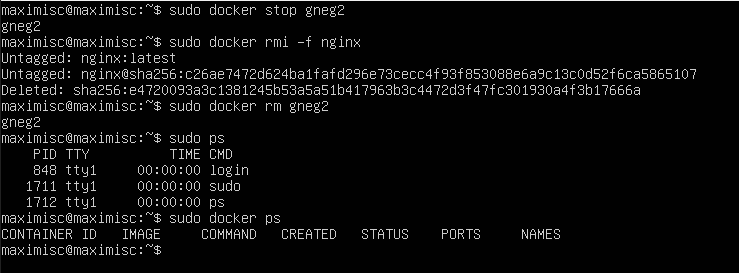 maximisc@maximisc:~$ sudo docker stop gneg2
gneg2
maximisc@maximisc:~$ sudo docker rmi -f nginx
Untagged: nginx:latest
Untagged: nginx@sha256:c26ae7472d624ba1fafd296e73cecc4f93f853088e6a9c13c0d52f6ca5865107
Deleted: sha256:e4720093a3c1381245b53a5a51b417963b3c4472d3f47fc301930a4f3b17666a
maximisc@maximisc:~$ sudo docker rm gneg2
gneg2
maximisc@maximisc:~$ sudo ps
    PID TTY          TIME CMD
    848 tty1     00:00:00 login
   1711 tty1     00:00:00 sudo
   1712 tty1     00:00:00 ps
maximisc@maximisc:~$ sudo docker ps
CONTAINER ID   IMAGE     COMMAND   CREATED   STATUS    PORTS     NAMES
maximisc@maximisc:~$